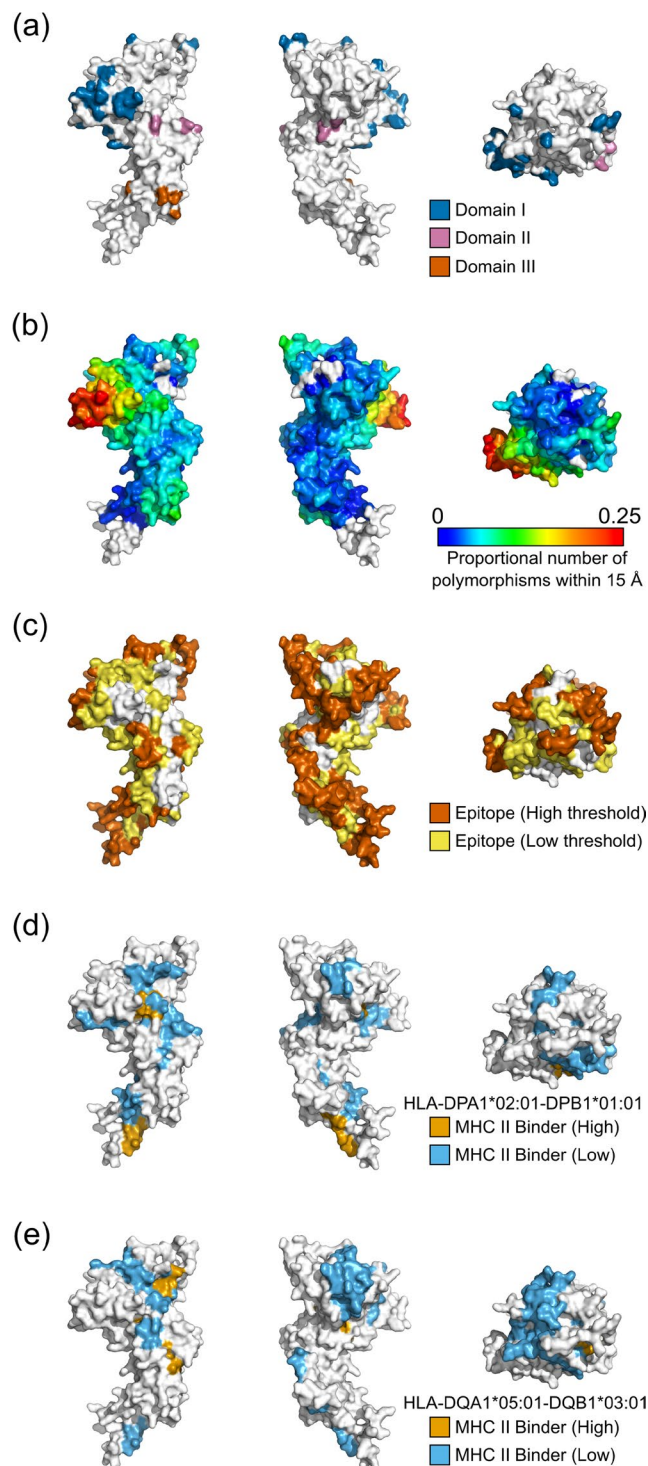 (a)
Domain I
Domain II
Domain III
(b)
0 0.25
Proportional number of
polymorphisms within 15 Å
(c)
Epitope (High threshold)
Epitope (Low threshold)
(d)
HLA-DPA1*02:01-DPB1*01:01
MHC II Binder (High)
MHC II Binder (Low)
(e)
HLA-DQA1*05:01-DQB1*03:01
MHC II Binder (High)
MHC II Binder (Low)